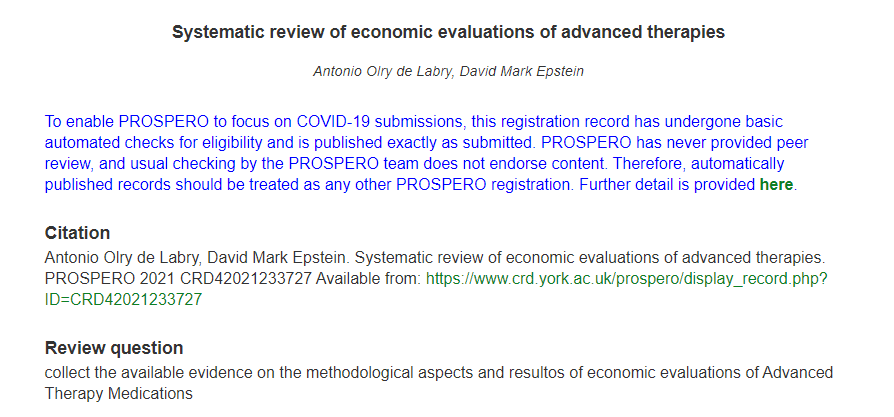 Systematic review of economic evaluations of advanced therapies
Antonio Olry de Labry, David Mark Epstein
To enable PROSPERO to focus on COVID-19 submissions, this registration record has undergone basic
automated checks for eligibility and is published exactly as submitted. PROSPERO has never provided peer
review, and usual checking by the PROSPERO team does not endorse content. Therefore, automatically
published records should be treated as any other PROSPERO registration. Further detail is provided here.
Citation
Antonio Olry de Labry, David Mark Epstein. Systematic review of economic evaluations of advanced therapies.
PROSPERO 2021 CRD42021233727 Available from: https://www.crd.york.ac.uk/prospero/display_record.php?
ID=CRD42021233727
Review question
collect the available evidence on the methodological aspects and resultos of economic evaluations of Advanced
Therapy Medications